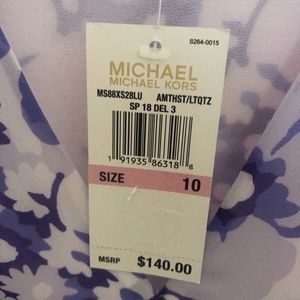 S264-0015
MICHAEL
MICHAEL KORS
MS88XS28LU AMTHST/LTQTZ
SP 18 DEL 3
1 91935 86318 8
SIZE 10
MSRP $140.00